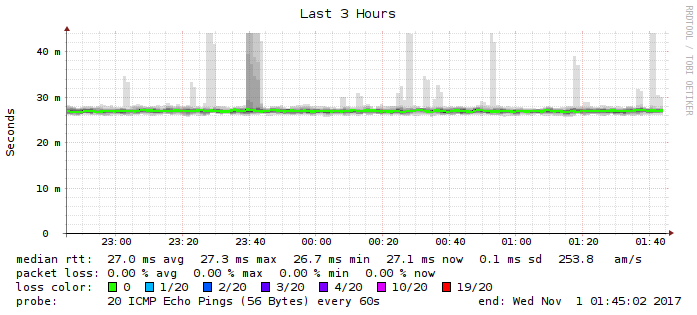 Last 3 Hours
RRDTOOL / TOBI OETIKER
Seconds
40 m
30 m
20 m
10 m
0
23:00 23:20 23:40 00:00 00:20 00:40 01:00 01:20 01:40
median rtt: 27.0 ms avg 27.3 ms max 26.7 ms min 27.1 ms now 0.1 ms sd 253.8 am/s
packet loss: 0.00 % avg 0.00 % max 0.00 % min 0.00 % now
loss color: 0 1/20 2/20 3/20 4/20 10/20 19/20
probe: 20 ICMP Echo Pings (56 Bytes) every 60s end: Wed Nov 1 01:45:02 2017